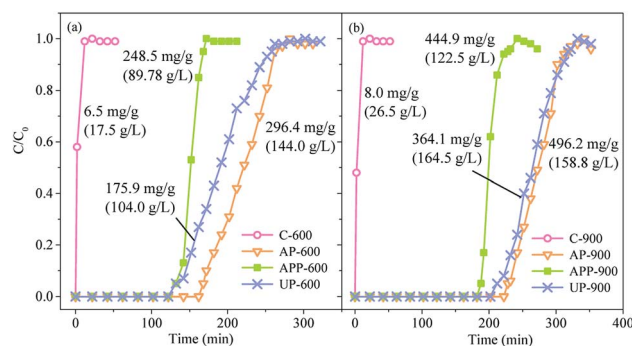 (a)
248.5 mg/g
(89.78 g/L)
6.5 mg/g
(17.5 g/L)
296.4 mg/g
(144.0 g/L)
175.9 mg/g
(104.0 g/L)
C-600
AP-600
APP-600
UP-600
C/C0
1.0
0.8
0.6
0.4
0.2
0.0
0 100 200 300
Time (min)
(b)
444.9 mg/g
(122.5 g/L)
8.0 mg/g
(26.5 g/L)
364.1 mg/g
(164.5 g/L)
496.2 mg/g
(158.8 g/L)
C-900
AP-900
APP-900
UP-900
0 100 200 300 400
Time (min)